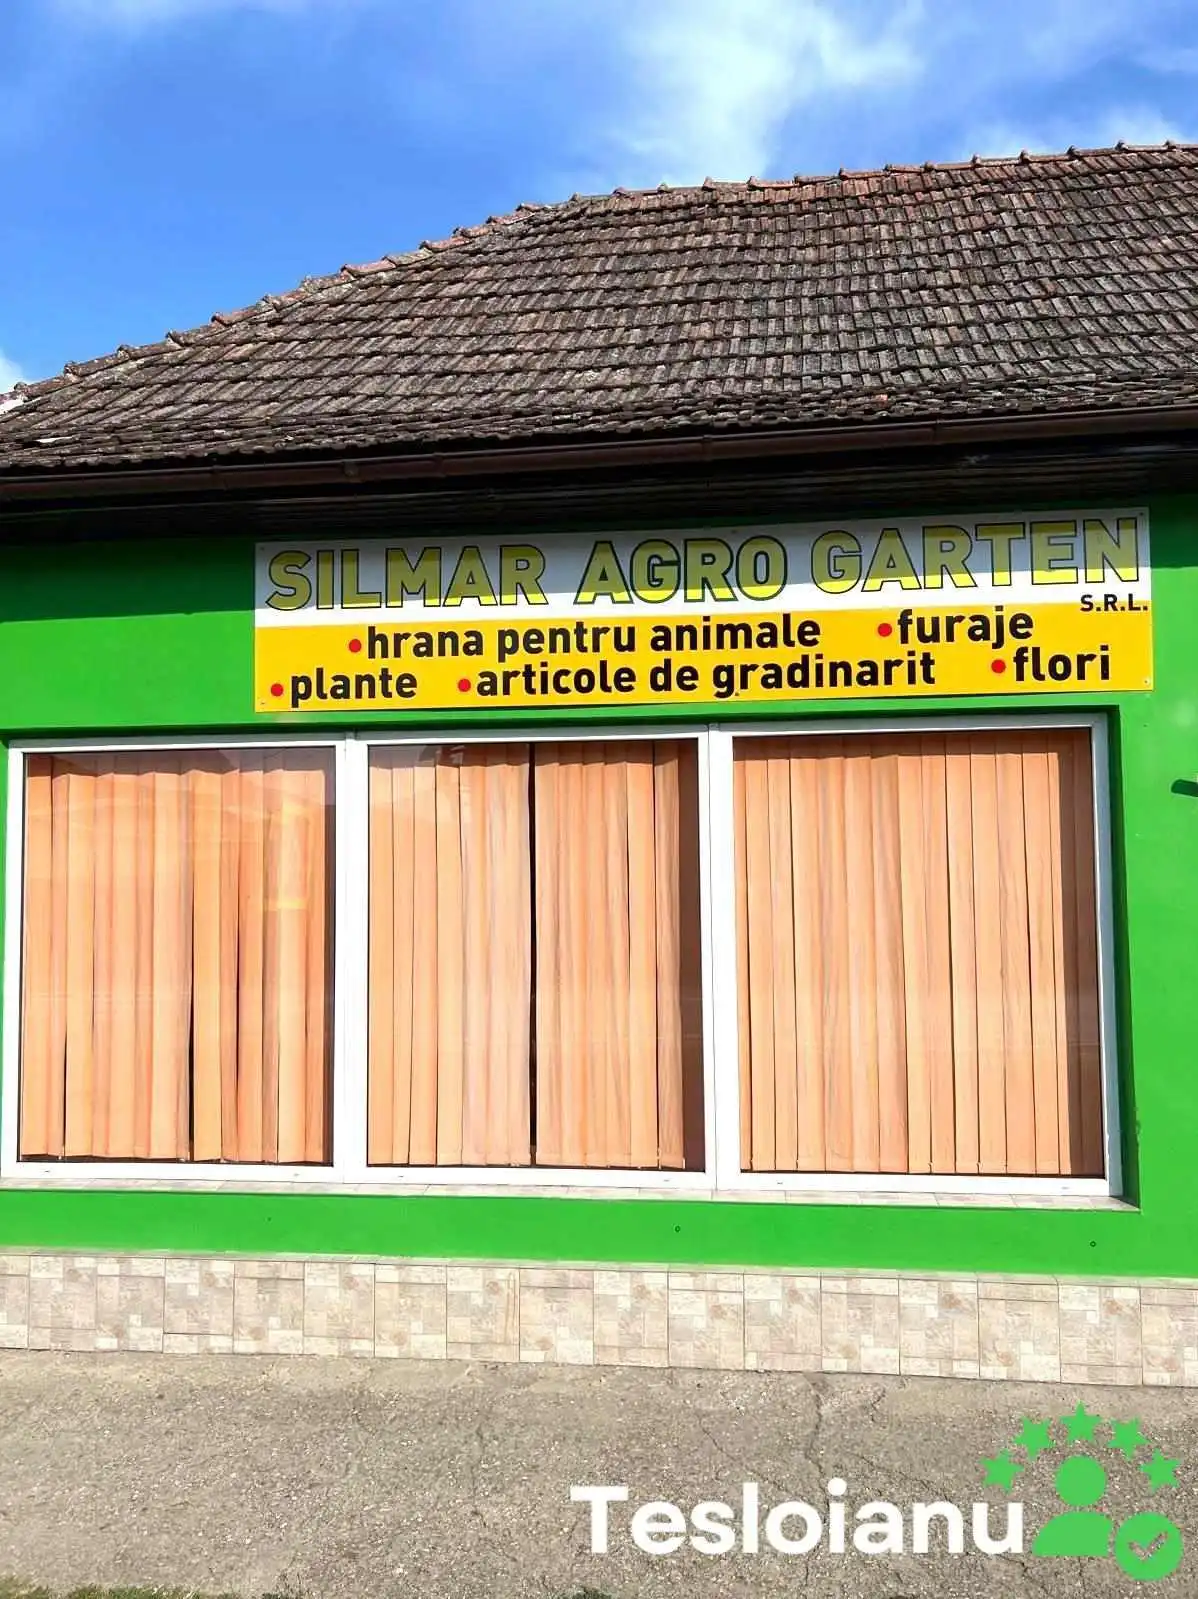 SILMAR AGRO GARTEN
S.R.L.
•hrana pentru animale •furaje
•plante •articole de gradinarit •flori
Tesloianu